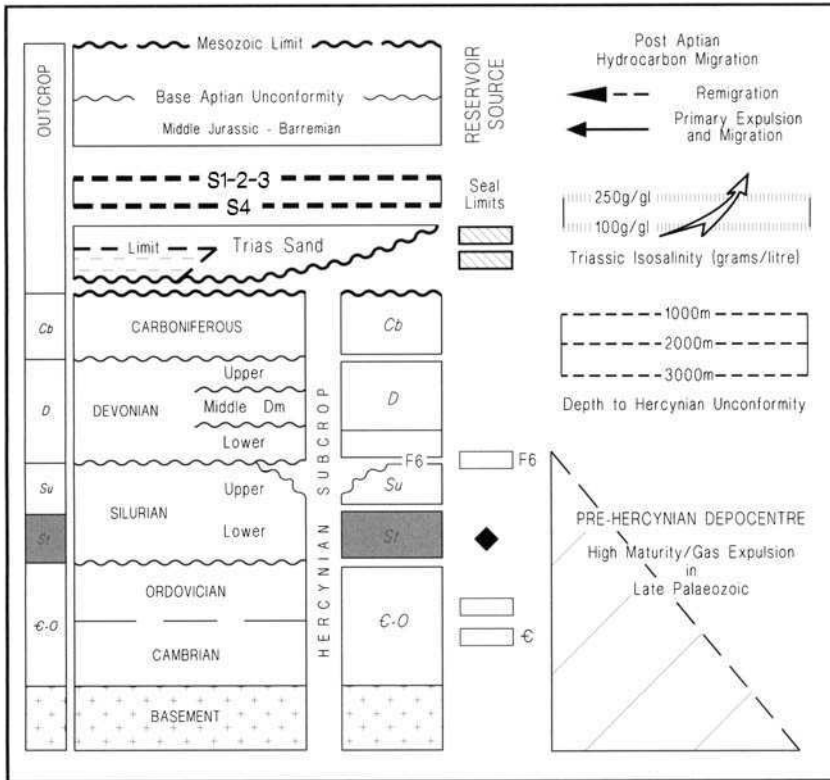 OUTCROP
Mesozoic Limit
Base Aptian Unconformity
Middle Jurassic - Barremian
S1-2-3
S4
Limit
Trias Sand
Cb
D
Su
Sl
Є-O
CARBONIFEROUS
DEVONIAN
Upper
Middle Dm
Lower
SILURIAN
Upper
Lower
ORDOVICIAN
CAMBRIAN
BASEMENT
HERCYNIAN SUBCROP
Cb
D
F6
Su
Sl
Є-O
RESERVOIR
SOURCE
Seal
Limits
F6
Є
Post Aptian
Hydrocarbon Migration
Remigration
Primary Expulsion
and Migration
250g/gl
100g/gl
Triassic Isosalinity (grams/litre)
1000m
2000m
3000m
Depth to Hercynian Unconformity
PRE-HERCYNIAN DEPOCENTRE
High Maturity/Gas Expulsion
in
Late Palaeozoic